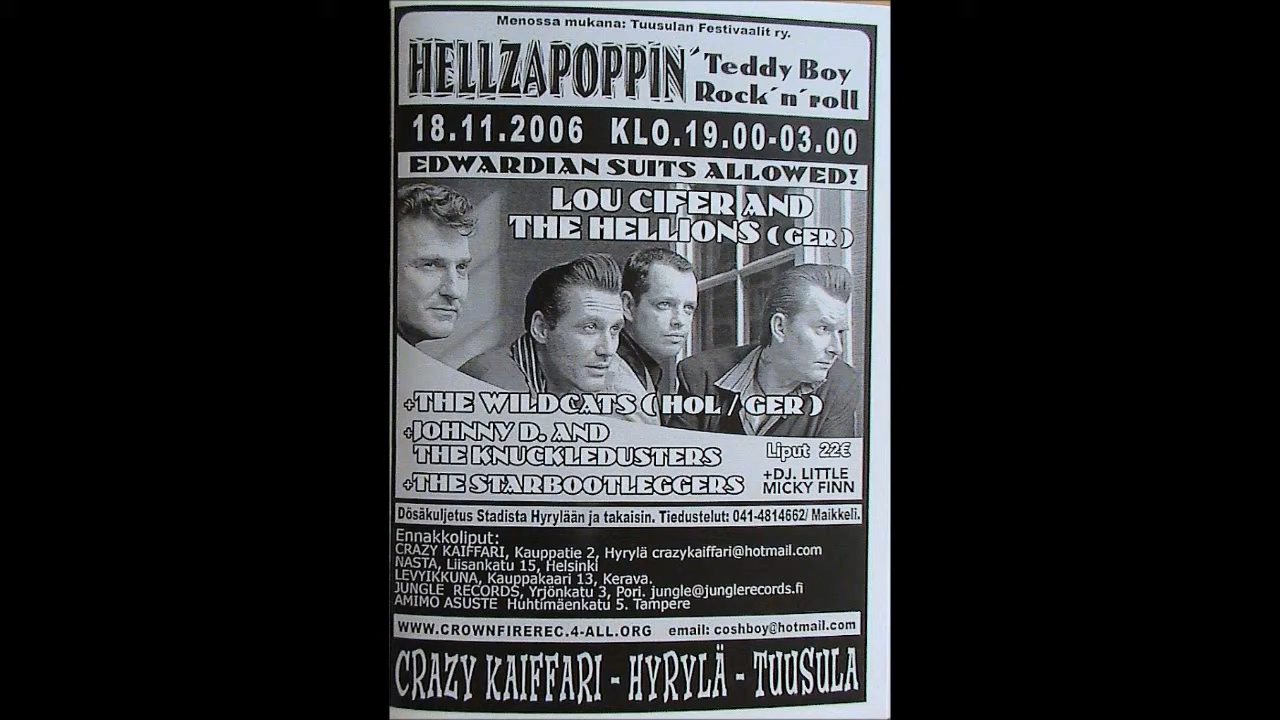 Menossa mukana: Tuusulan Festivaalit ry.
HELLZAPOPPIN´ Teddy Boy
Rock´n´roll
18.11.2006 KLO.19.00-03.00
EDWARDIAN SUITS ALLOWED!
LOU CIFER AND
THE HELLIONS (GER)
+THE WILDCATS (HOL / GER)
+JOHNNY D. AND
THE KNUCKLEDUSTERS
+THE STARBOOTLEGGERS
Liput 22€
+DJ. LITTLE
MICKY FINN
Dösäkuljetus Stadista Hyrylään ja takaisin. Tiedustelut: 041-4814662/ Maikkeli.
Ennakkoliput:
CRAZY KAIFFARI, Kauppatie 2, Hyrylä crazykaiffari@hotmail.com
NASTA, Liisankatu 15, Helsinki
LEVYIKKUNA, Kauppakaari 13, Kerava.
JUNGLE RECORDS, Yrjönkatu 3, Pori. jungle@junglerecords.fi
AMIMO ASUSTE Huhtimäenkatu 5. Tampere
WWW.CROWNFIREREC.4-ALL.ORG email: coshboy@hotmail.com
CRAZY KAIFFARI - HYRYLÄ - TUUSULA